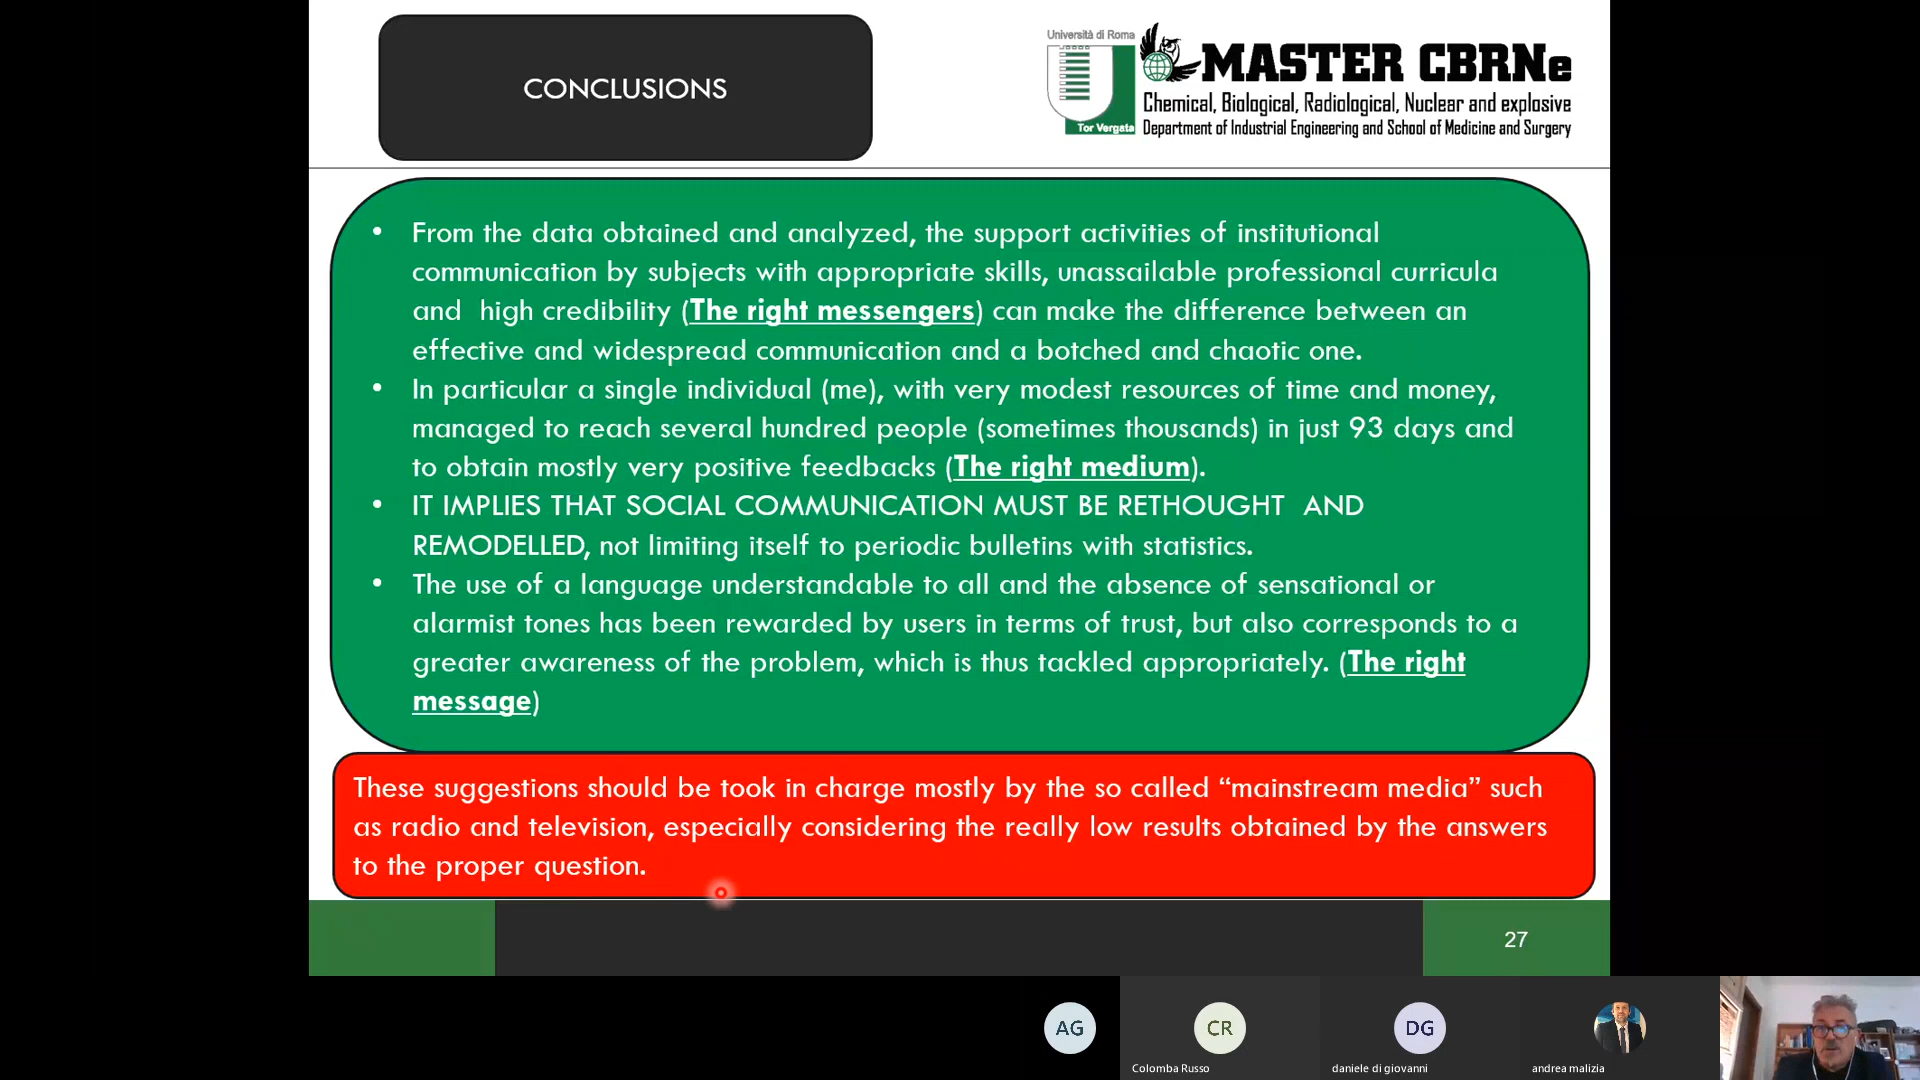 CONCLUSIONS
Università di Roma
Tor Vergata
MASTER CBRNe
Chemical, Biological, Radiological, Nuclear and explosive
Department of Industrial Engineering and School of Medicine and Surgery
• From the data obtained and analyzed, the support activities of institutional
communication by subjects with appropriate skills, unassailable professional curricula
and high credibility (The right messengers) can make the difference between an
effective and widespread communication and a botched and chaotic one.
• In particular a single individual (me), with very modest resources of time and money,
managed to reach several hundred people (sometimes thousands) in just 93 days and
to obtain mostly very positive feedbacks (The right medium).
• IT IMPLIES THAT SOCIAL COMMUNICATION MUST BE RETHOUGHT AND
REMODELLED, not limiting itself to periodic bulletins with statistics.
• The use of a language understandable to all and the absence of sensational or
alarmist tones has been rewarded by users in terms of trust, but also corresponds to a
greater awareness of the problem, which is thus tackled appropriately. (The right
message)
These suggestions should be took in charge mostly by the so called “mainstream media” such
as radio and television, especially considering the really low results obtained by the answers
to the proper question.
27
AG
CR
DG
Colomba Russo
daniele di giovanni
andrea malizia